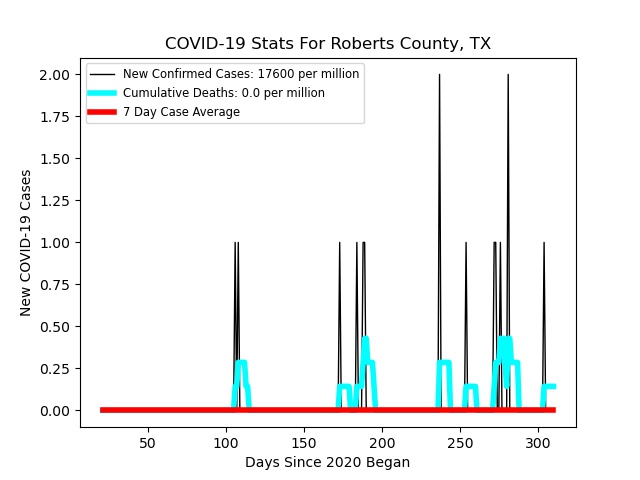 COVID-19 Stats For Roberts County, TX
New Confirmed Cases: 17600 per million
Cumulative Deaths: 0.0 per million
7 Day Case Average
New COVID-19 Cases
2.00
1.75
1.50
1.25
1.00
0.75
0.50
0.25
0.00
50 100 150 200 250 300
Days Since 2020 Began